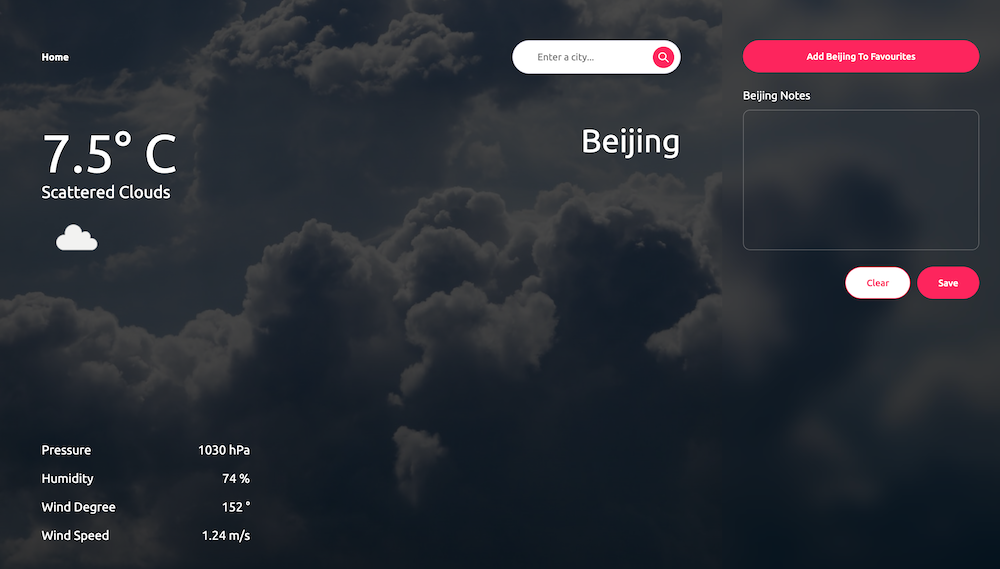 Home
Enter a city...
Add Beijing To Favourites
Beijing Notes
7.5° C
Beijing
Scattered Clouds
Clear
Save
Pressure 1030 hPa
Humidity 74 %
Wind Degree 152 °
Wind Speed 1.24 m/s